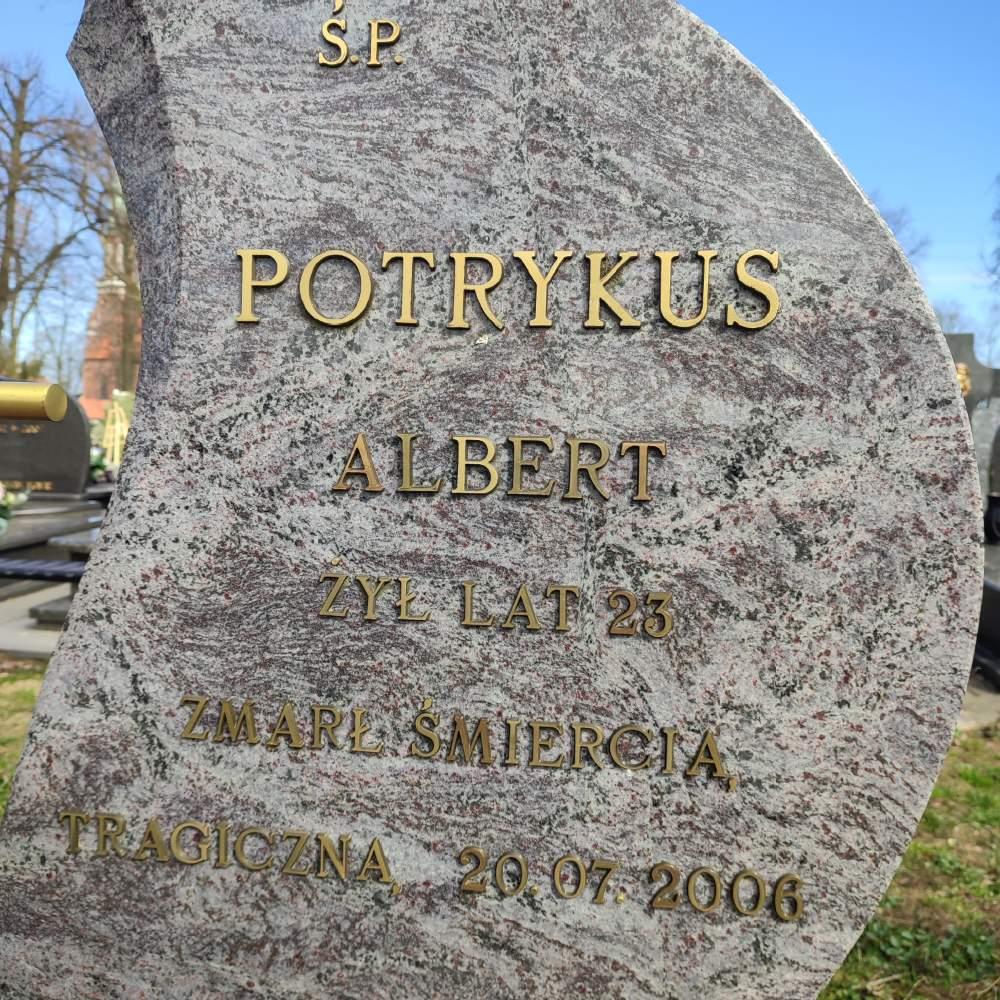 Ś.P.
POTRYKUS
ALBERT
ŻYŁ LAT 23
ZMARŁ ŚMIERCIĄ
TRAGICZNĄ 20.07.2006